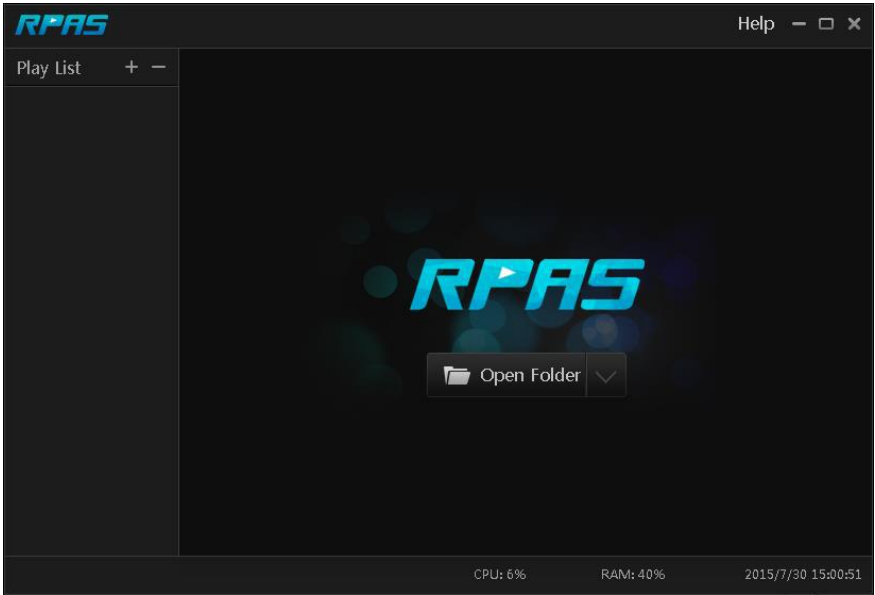 RPAS
Help
Play List + −
RPAS
Open Folder
CPU: 6% RAM: 40% 2015/7/30 15:00:51